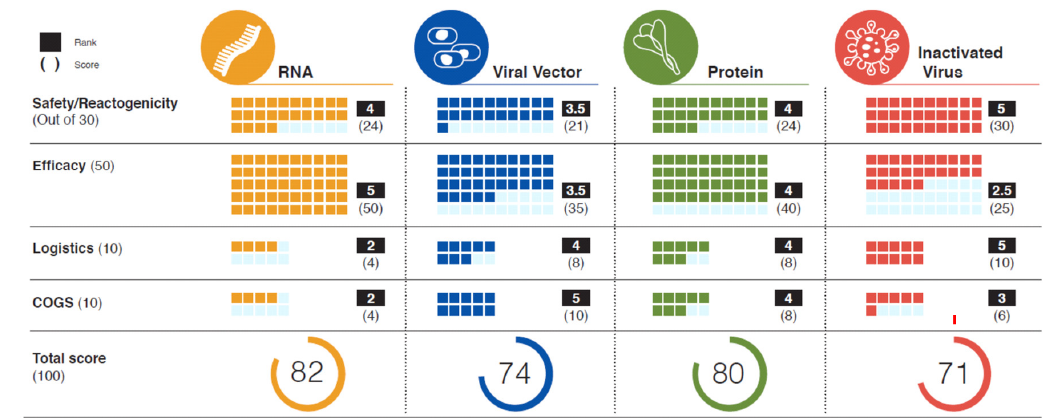 Rank
( ) Score
RNA
Viral Vector
Protein
Inactivated
Virus
Safety/Reactogenicity
(Out of 30)
4
(24)
3.5
(21)
4
(24)
5
(30)
Efficacy (50)
5
(50)
3.5
(35)
4
(40)
2.5
(25)
Logistics (10)
2
(4)
4
(8)
4
(8)
5
(10)
COGS (10)
2
(4)
5
(10)
4
(8)
3
(6)
Total score
(100)
82
74
80
71